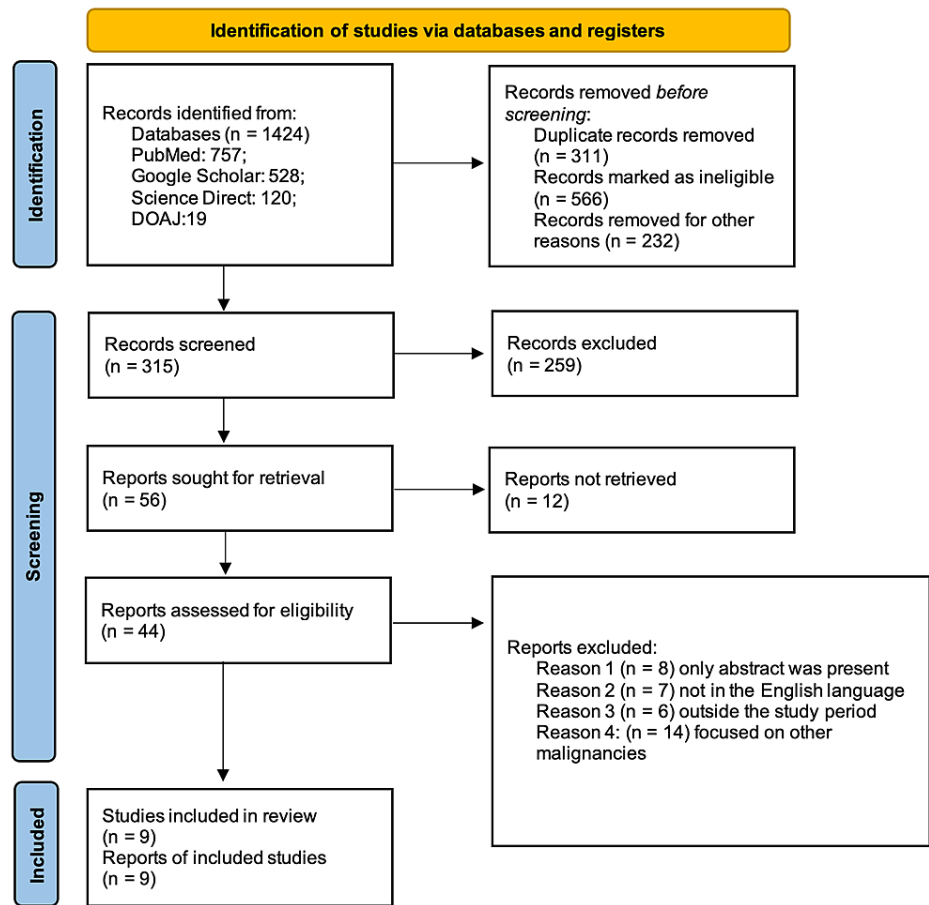 Identification of studies via databases and registers
Identification
Records identified from:
Databases (n = 1424)
PubMed: 757;
Google Scholar: 528;
Science Direct: 120;
DOAJ:19
Records removed before
screening:
Duplicate records removed
(n = 311)
Records marked as ineligible
(n = 566)
Records removed for other
reasons (n = 232)
Screening
Records screened
(n = 315)
Records excluded
(n = 259)
Reports sought for retrieval
(n = 56)
Reports not retrieved
(n = 12)
Reports assessed for eligibility
(n = 44)
Reports excluded:
Reason 1 (n = 8) only abstract was present
Reason 2 (n = 7) not in the English language
Reason 3 (n = 6) outside the study period
Reason 4: (n = 14) focused on other
malignancies
Included
Studies included in review
(n = 9)
Reports of included studies
(n = 9)